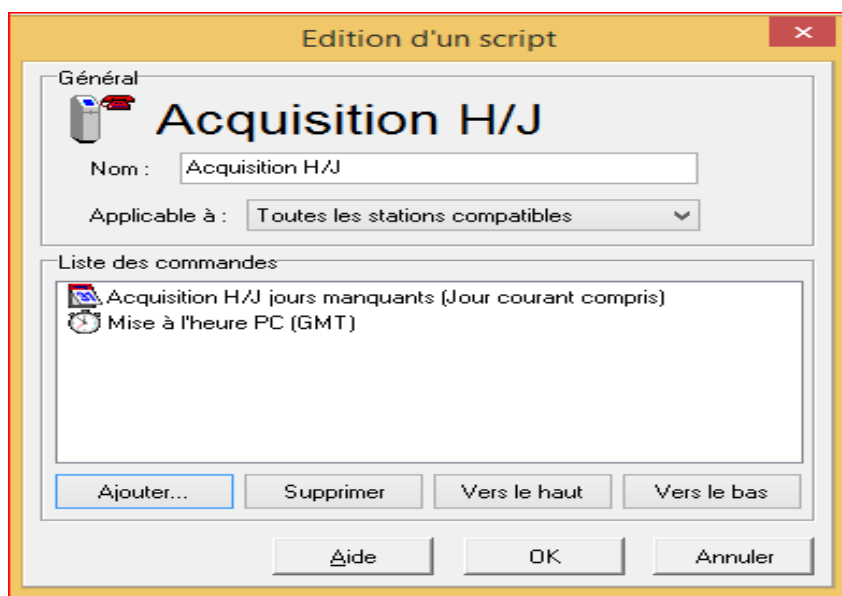 Edition d'un script
Général
Acquisition H/J
Nom : Acquisition H/J
Applicable à : Toutes les stations compatibles
Liste des commandes
Acquisition H/J jours manquants (Jour courant compris)
Mise à l'heure PC (GMT)
Ajouter... Supprimer Vers le haut Vers le bas
Aide OK Annuler